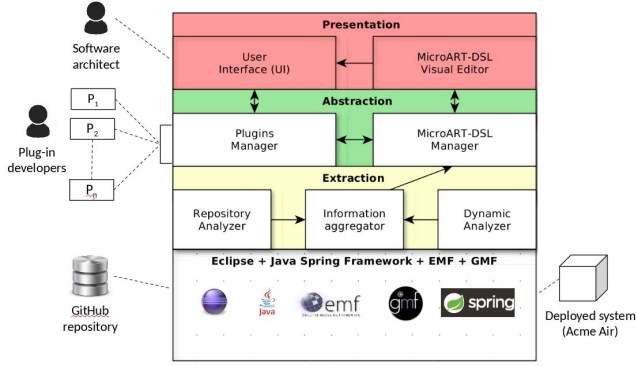 Presentation
Software
architect
User
Interface (UI)
MicroART-DSL
Visual Editor
Abstraction
P1
P2
Pn
Plug-in
developers
Plugins
Manager
MicroART-DSL
Manager
Extraction
Repository
Analyzer
Information
aggregator
Dynamic
Analyzer
Eclipse + Java Spring Framework + EMF + GMF
Java
emf
gmf
spring
GitHub
repository
Deployed system
(Acme Air)